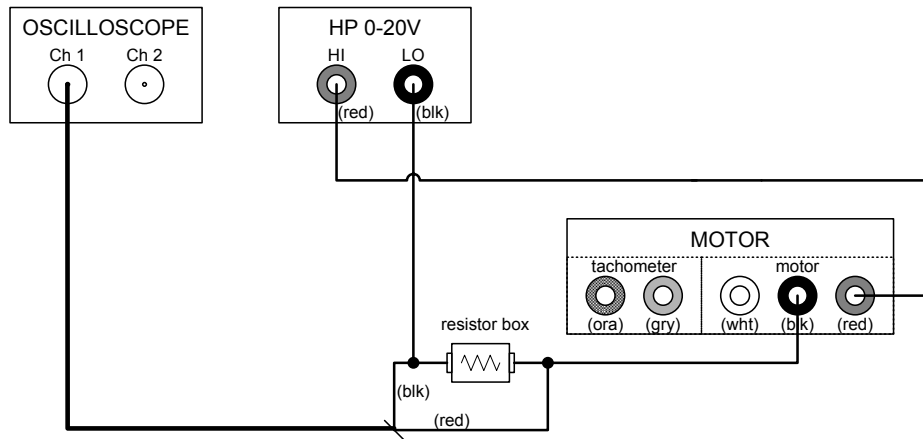 OSCILLOSCOPE
Ch 1 Ch 2
HP 0-20V
HI LO
(red) (blk)
MOTOR
tachometer motor
(ora) (gry) (wht) (blk) (red)
resistor box
(blk)
(red)